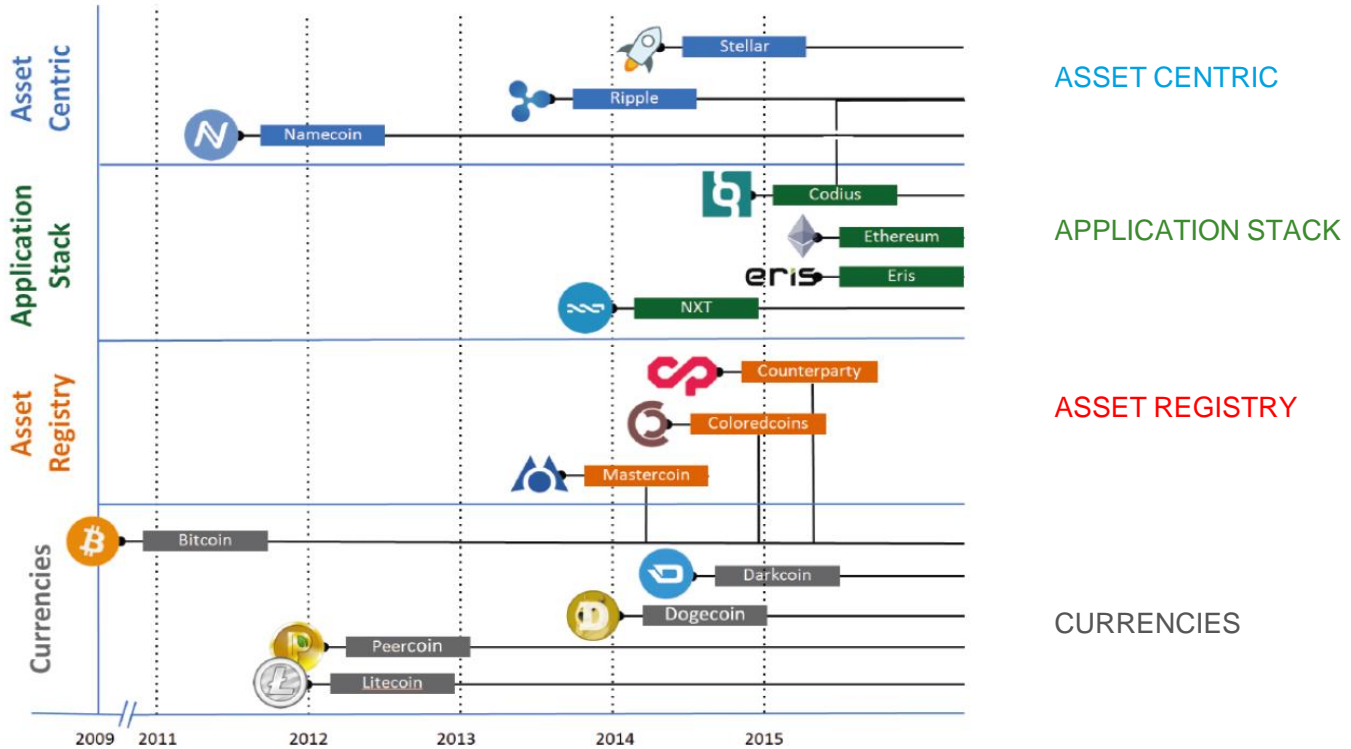 Asset
Centric
Stellar
Ripple
Namecoin
ASSET CENTRIC
Application
Stack
Codius
Ethereum
eris
Eris
NXT
APPLICATION STACK
Asset
Registry
Counterparty
Coloredcoins
Mastercoin
ASSET REGISTRY
Currencies
Bitcoin
Darkcoin
Dogecoin
Peercoin
Litecoin
CURRENCIES
2009 2011 2012 2013 2014 2015